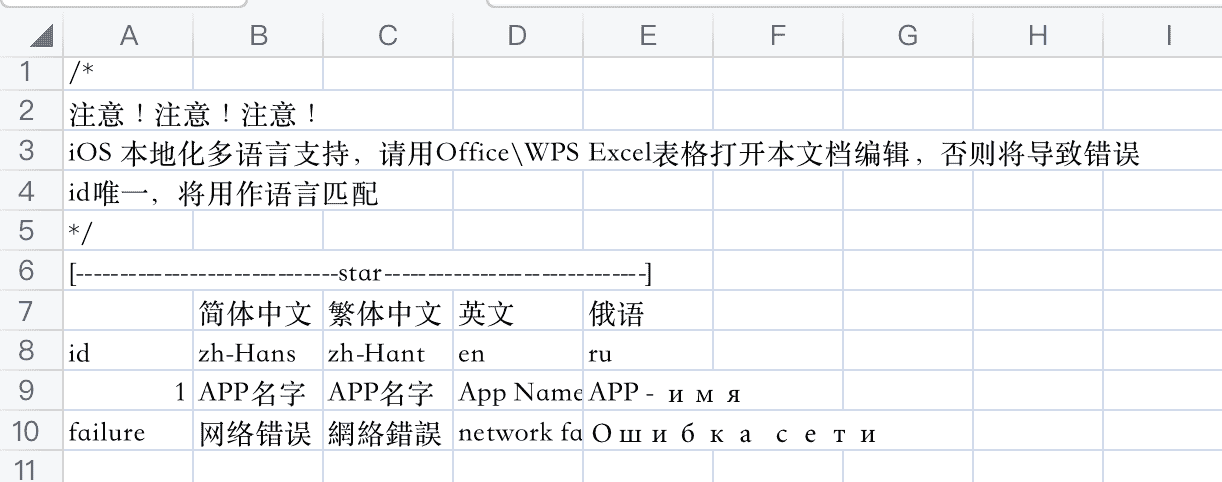 A B C D E F G H I
1 /*
2 注意！注意！注意！
3 iOS 本地化多语言支持，请用Office\WPS Excel表格打开本文档编辑，否则将导致错误
4 id唯一，将用作语言匹配
5 */
6 [------------------------------star------------------------------]
7 简体中文 繁体中文 英文 俄语
8 id zh-Hans zh-Hant en ru
9 1 APP名字 APP名字 App Name APP - имя
10 failure 网络错误 網絡錯誤 network fa Ошибка сети
11